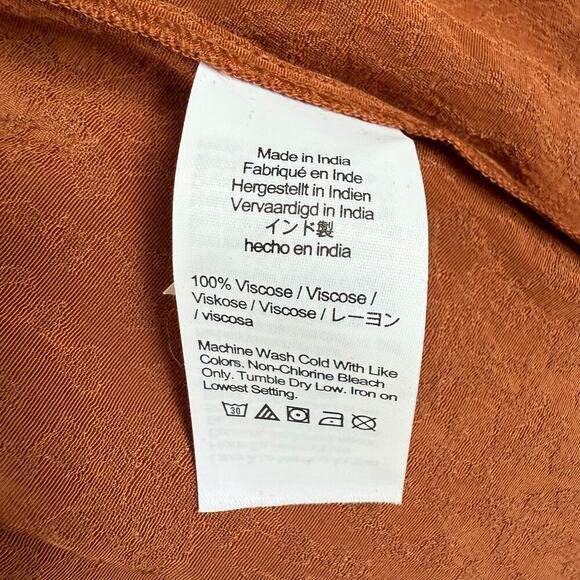 Made in India
Fabriqué en Inde
Hergestellt in Indien
Vervaardigd in India
インド製
hecho en india
100% Viscose / Viscose /
Viskose / Viscose / レーヨン
/ viscosa
Machine Wash Cold With Like
Colors. Non-Chlorine Bleach
Only. Tumble Dry Low. Iron on
Lowest Setting.
30